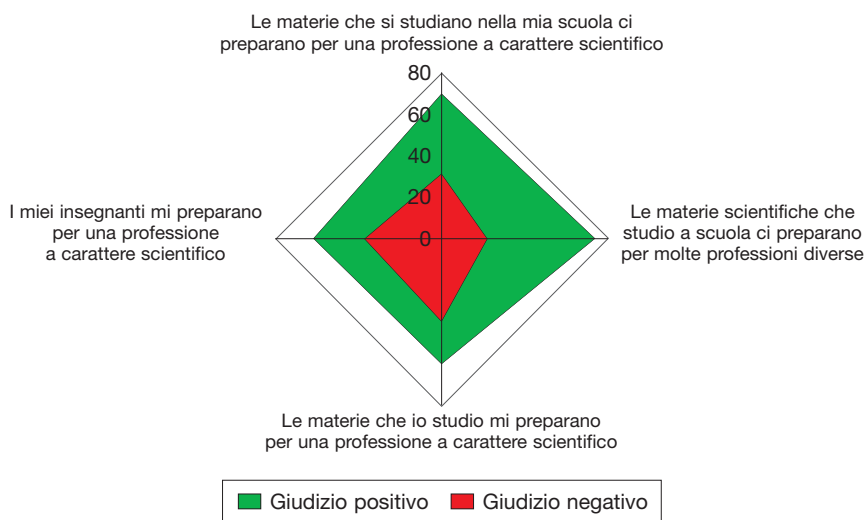 Le materie che si studiano nella mia scuola ci
preparano per una professione a carattere scientifico
80
60
40
20
0
I miei insegnanti mi preparano
per una professione
a carattere scientifico
Le materie scientifiche che
studio a scuola ci preparano
per molte professioni diverse
Le materie che io studio mi preparano
per una professione a carattere scientifico
Giudizio positivo Giudizio negativo